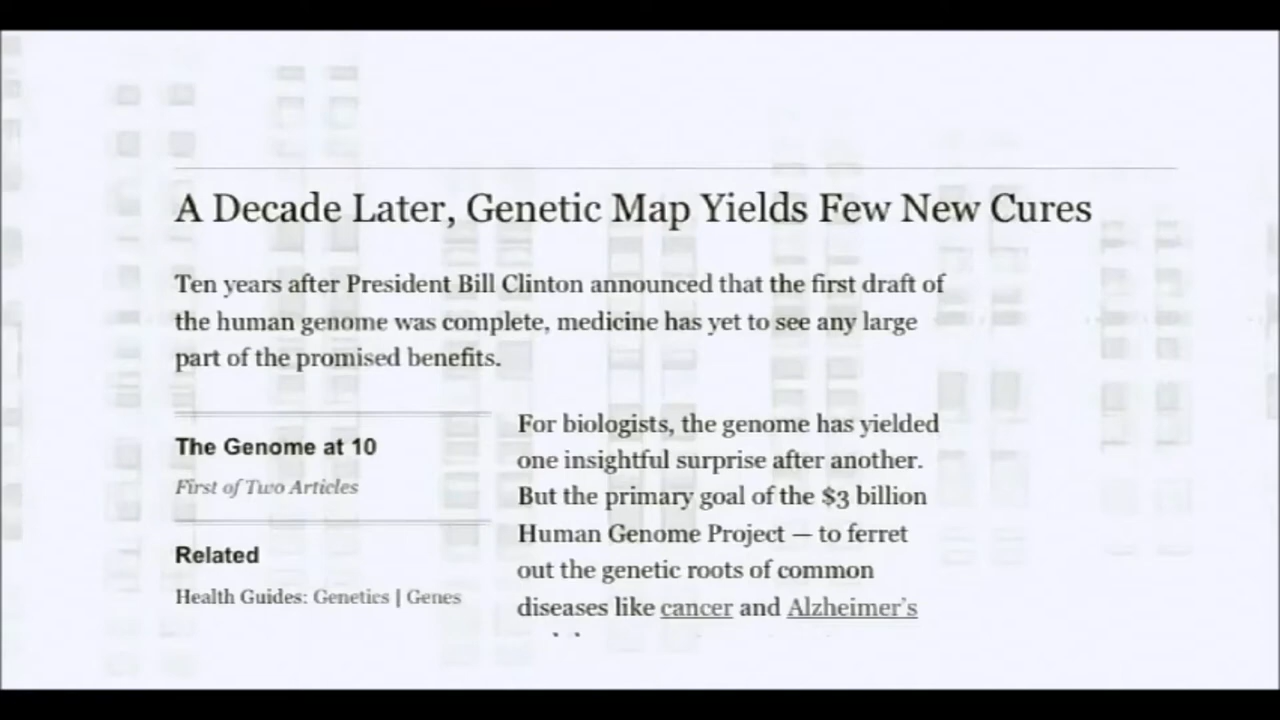 A Decade Later, Genetic Map Yields Few New Cures
Ten years after President Bill Clinton announced that the first draft of
the human genome was complete, medicine has yet to see any large
part of the promised benefits.
The Genome at 10
First of Two Articles
Related
Health Guides: Genetics | Genes
For biologists, the genome has yielded
one insightful surprise after another.
But the primary goal of the $3 billion
Human Genome Project — to ferret
out the genetic roots of common
diseases like cancer and Alzheimer's